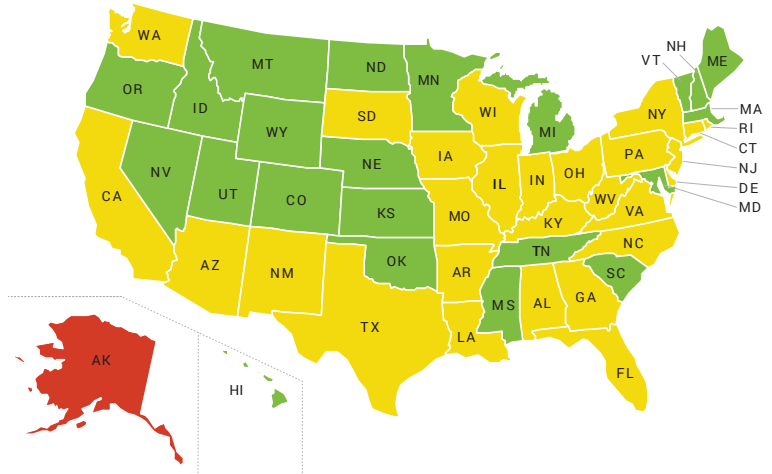 WA
MT
ND
MN
OR
ID
WY
SD
WI
MI
NY
VT
NH
ME
MA
RI
CT
NJ
DE
MD
NV
UT
CO
NE
IA
IL
IN
OH
PA
CA
KS
MO
KY
WV
VA
AZ
NM
OK
AR
TN
NC
SC
TX
LA
MS
AL
GA
FL
AK
HI